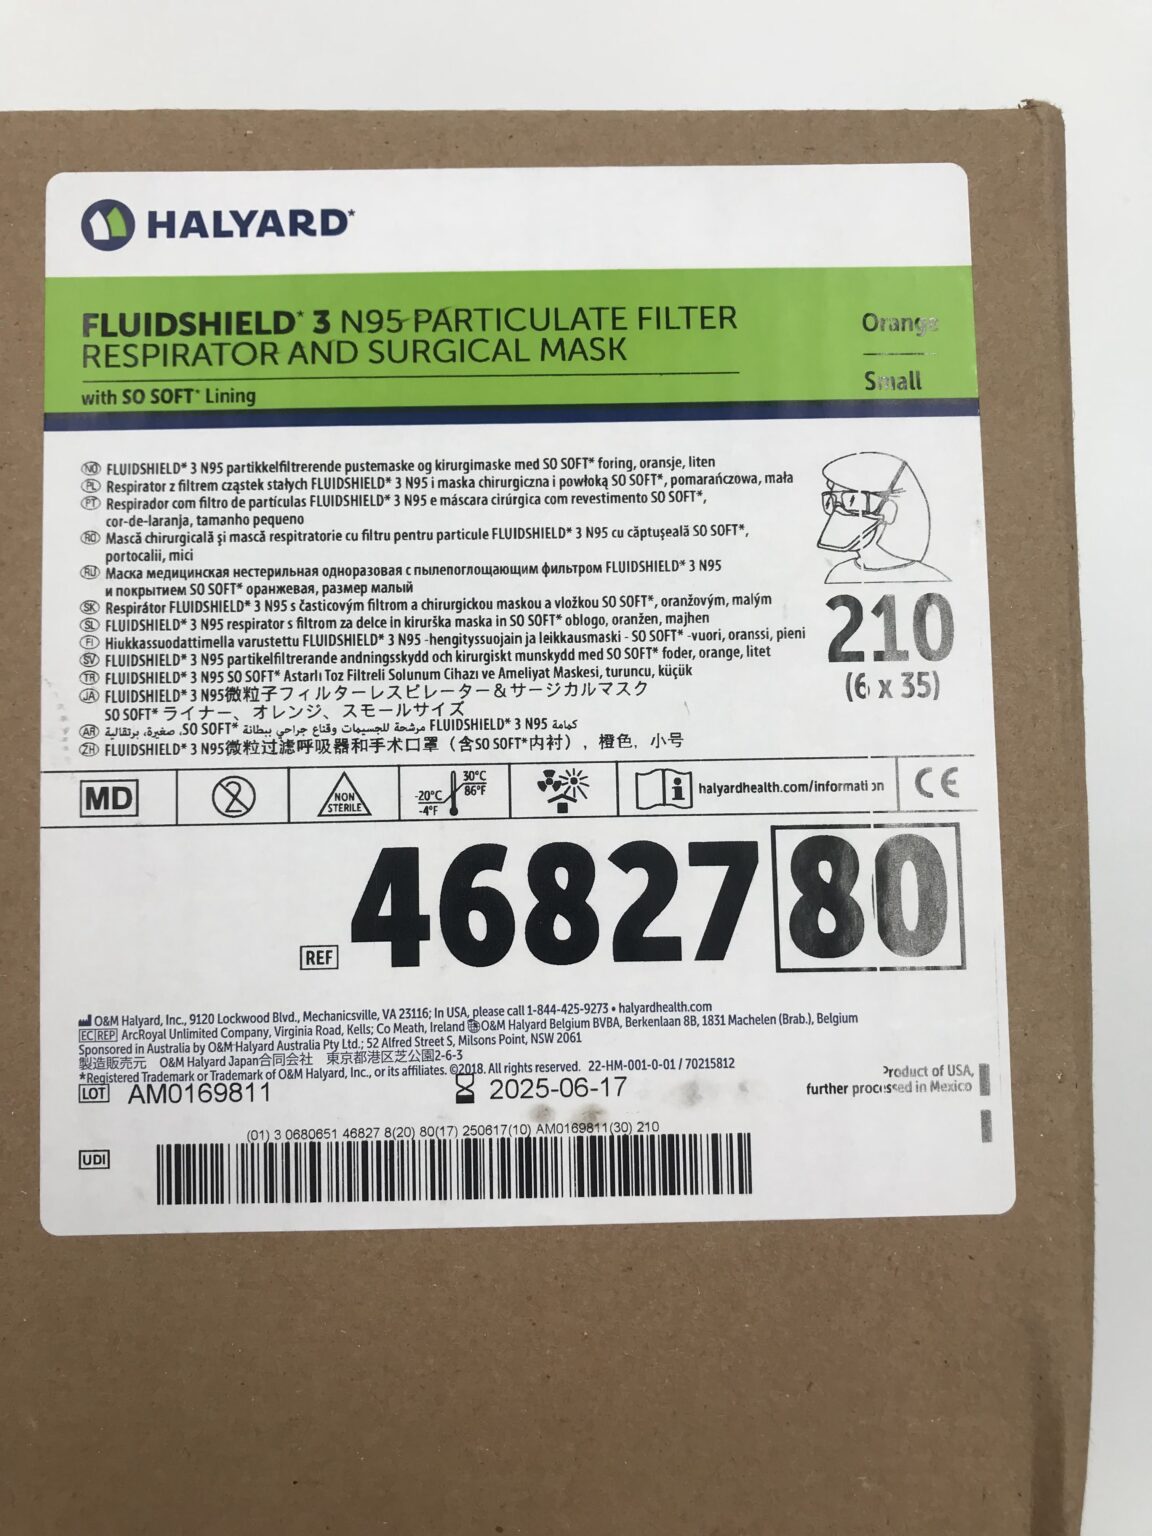 HALYARD*
FLUIDSHIELD* 3 N95 PARTICULATE FILTER
RESPIRATOR AND SURGICAL MASK
with SO SOFT* Lining
Orange
Small
NO FLUIDSHIELD* 3 N95 partikkelfiltrerende pustemaske og kirurgimaske med SO SOFT* foring, oransje, liten
PL Respirator z filtrem cząstek stałych FLUIDSHIELD* 3 N95 i maska chirurgiczna i powłoką SO SOFT*, pomarańczowa, mała
PT Respirador com filtro de partículas FLUIDSHIELD* 3 N95 e máscara cirúrgica com revestimento SO SOFT*,
cor-de-laranja, tamanho pequeno
RO Mască chirurgicală şi mască respitratorie cu filtru pentru particule FLUIDSHIELD* 3 N95 cu căptuşeală SO SOFT*,
portocalii, mici
RU Маска медицинская нестерильная одноразовая с пылепоглощающим фильтром FLUIDSHIELD* 3 N95
и покрытием SO SOFT* оранжевая, размер малый
SK Respirátor FLUIDSHIELD* 3 N95 s časticovým filtrom a chirurgickou maskou a vložkou SO SOFT*, oranžovým, malým
SL FLUIDSHIELD* 3 N95 respirator s filtrom za delce in kirurška maska in SO SOFT* oblogo, oranžen, majhen
FI Hiukkassuodattimella varustettu FLUIDSHIELD* 3 N95 -hengityssuojain ja leikkausmaski - SO SOFT* -vuori, oranssi, pieni
SV FLUIDSHIELD* 3 N95 partikelfiltrerande andningsskydd och kirurgiskt munskydd med SO SOFT* foder, orange, litet
TR FLUIDSHIELD* 3 N95 SO SOFT* Astarlı Toz Filtreli Solunum Cihazı ve Ameliyat Maskesi, turuncu, küçük
JA FLUIDSHIELD* 3 N95微粒子フィルターレスピレーター＆サージカルマスク
SO SOFT* ライナー、オレンジ、スモールサイズ
AR كمامة FLUIDSHIELD* 3 N95 مرشحة للجسيمات وقناع جراحي ببطانة SO SOFT*، صغيرة، برتقالية
ZH FLUIDSHIELD* 3 N95微粒过滤呼吸器和手术口罩（含SO SOFT*内衬），橙色，小号
210
(6 x 35)
MD
2
NON
STERILE
-20°C
-4°F
30°C
86°F
i
halyardhealth.com/information
CE
REF 46827 80
O&M Halyard, Inc., 9120 Lockwood Blvd., Mechanicsville, VA 23116; In USA, please call 1-844-425-9273 • halyardhealth.com
EC REP ArcRoyal Unlimited Company, Virginia Road, Kells; Co Meath, Ireland O&M Halyard Belgium BVBA, Berkenlaan 8B, 1831 Machelen (Brab.), Belgium
Sponsored in Australia by O&M Halyard Australia Pty Ltd.; 52 Alfred Street S, Milsons Point, NSW 2061
製造販売元 O&M Halyard Japan合同会社 東京都港区芝公園2-6-3
*Registered Trademark or Trademark of O&M Halyard, Inc., or its affiliates. ©2018. All rights reserved. 22-HM-001-0-01 / 70215812
Product of USA,
further processed in Mexico
LOT AM0169811 2025-06-17
(01) 3 0680651 46827 8(20) 80(17) 250617(10) AM0169811(30) 210
UDI